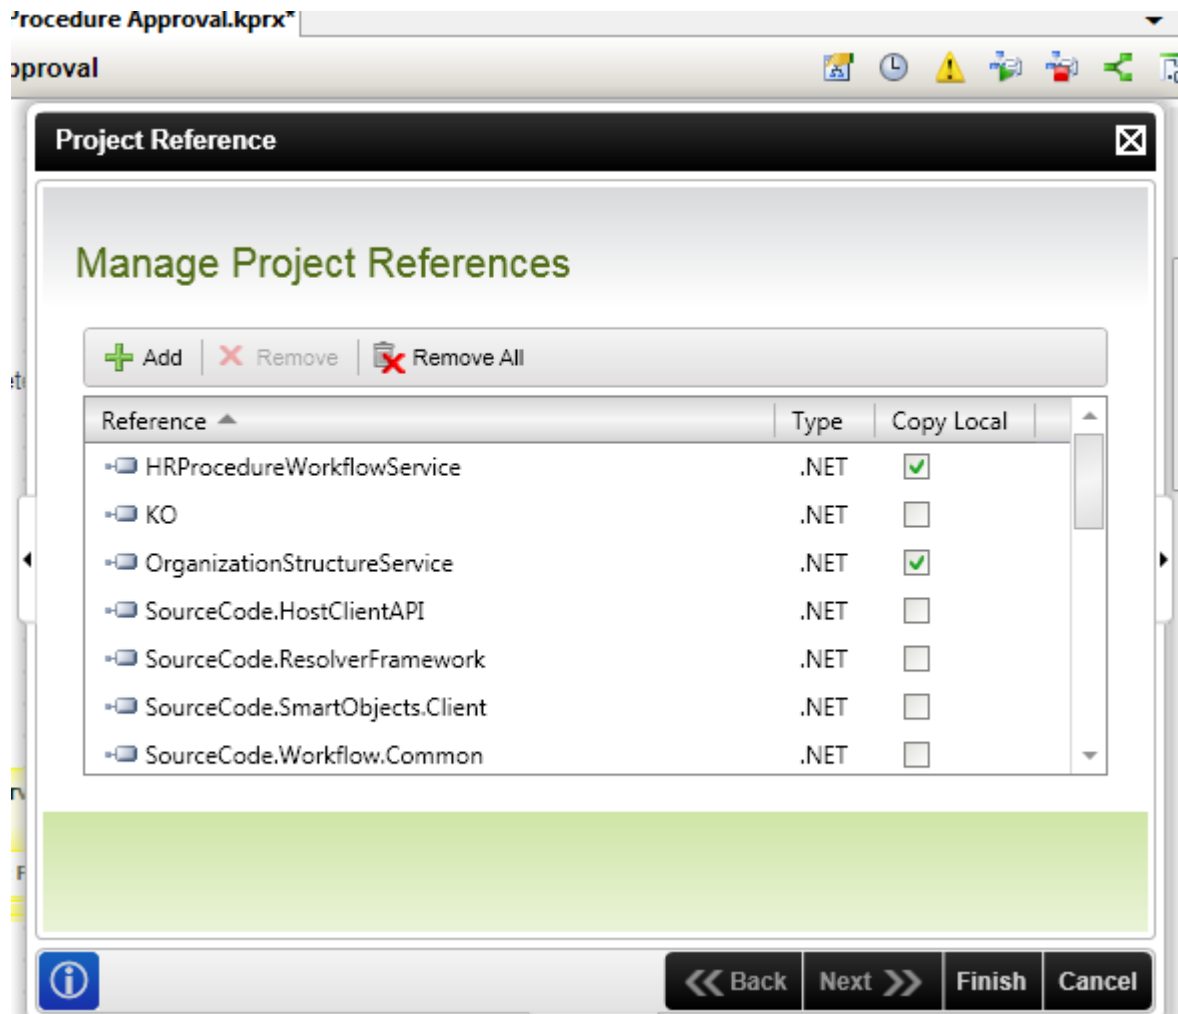 Procedure Approval.kprx*
pproval
Project Reference
Manage Project References
Add Remove Remove All
Reference Type Copy Local
HRProcedureWorkflowService .NET
KO .NET
OrganizationStructureService .NET
SourceCode.HostClientAPI .NET
SourceCode.ResolverFramework .NET
SourceCode.SmartObjects.Client .NET
SourceCode.Workflow.Common .NET
Back Next Finish Cancel